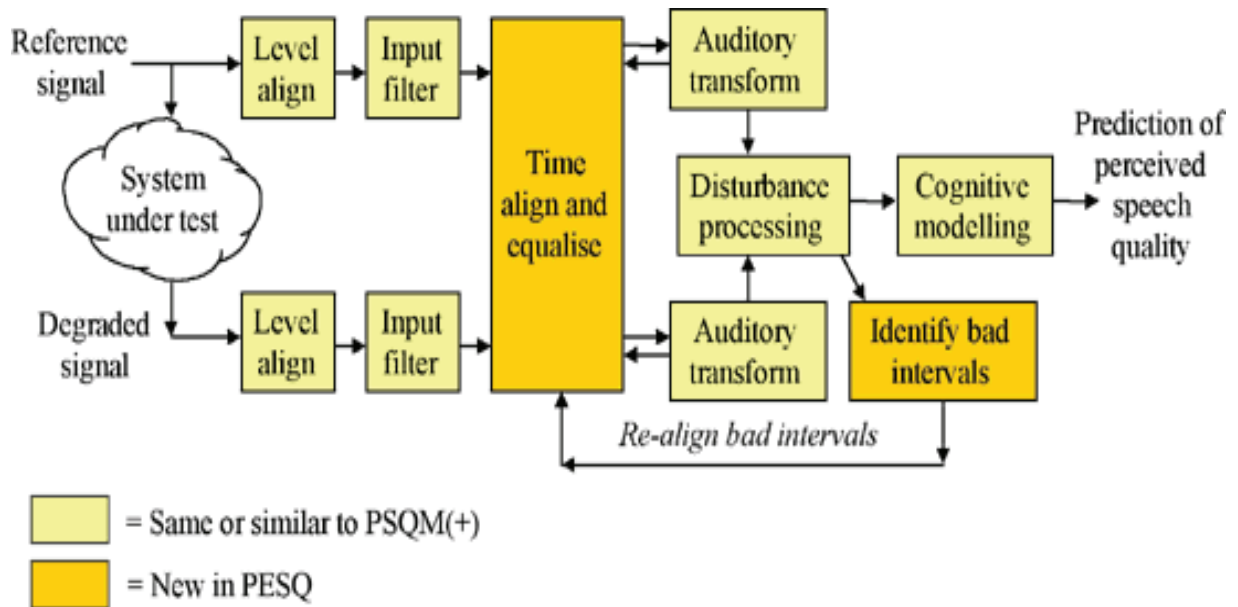 Reference
signal
Level
align
Input
filter
System
under test
Degraded
signal
Level
align
Input
filter
Time
align and
equalise
Auditory
transform
Disturbance
processing
Cognitive
modelling
Prediction of
perceived
speech
quality
Auditory
transform
Identify bad
intervals
Re-align bad intervals
= Same or similar to PSQM(+)
= New in PESQ